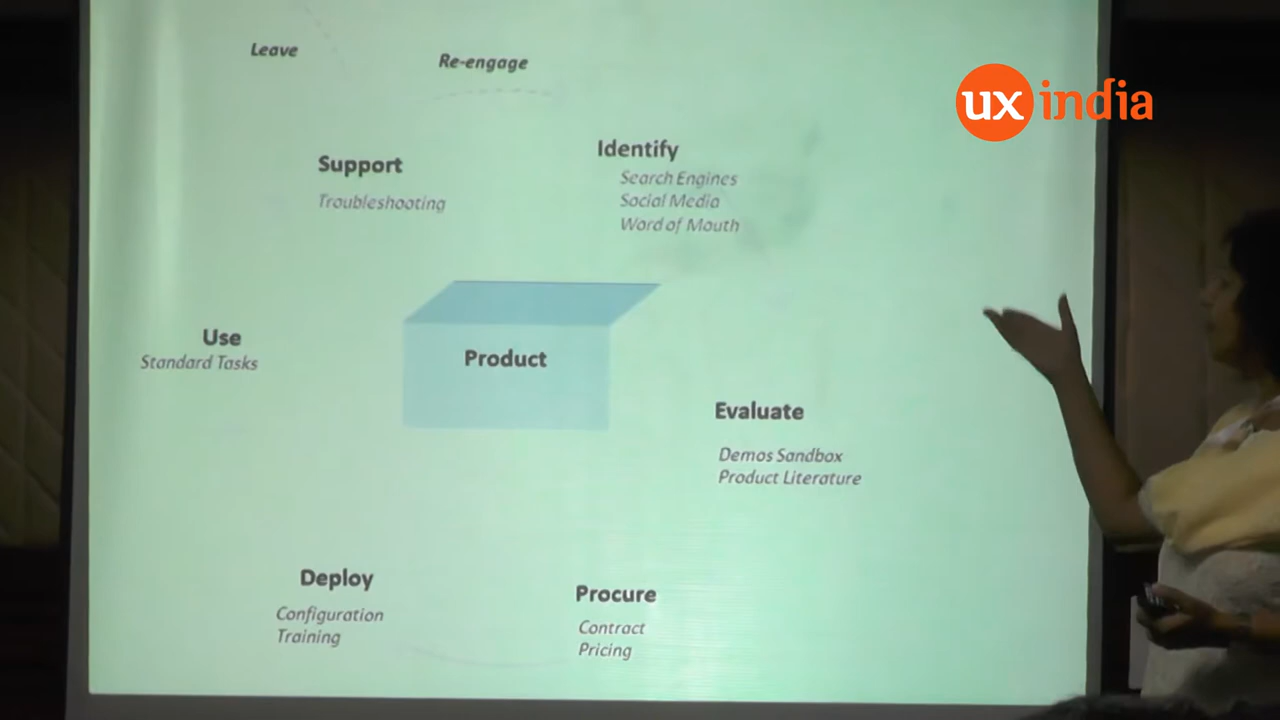 Leave
Re-engage
ux india
Identify
Search Engines
Social Media
Word of Mouth
Support
Troubleshooting
Use
Standard Tasks
Product
Evaluate
Demos Sandbox
Product Literature
Deploy
Configuration
Training
Procure
Contract
Pricing